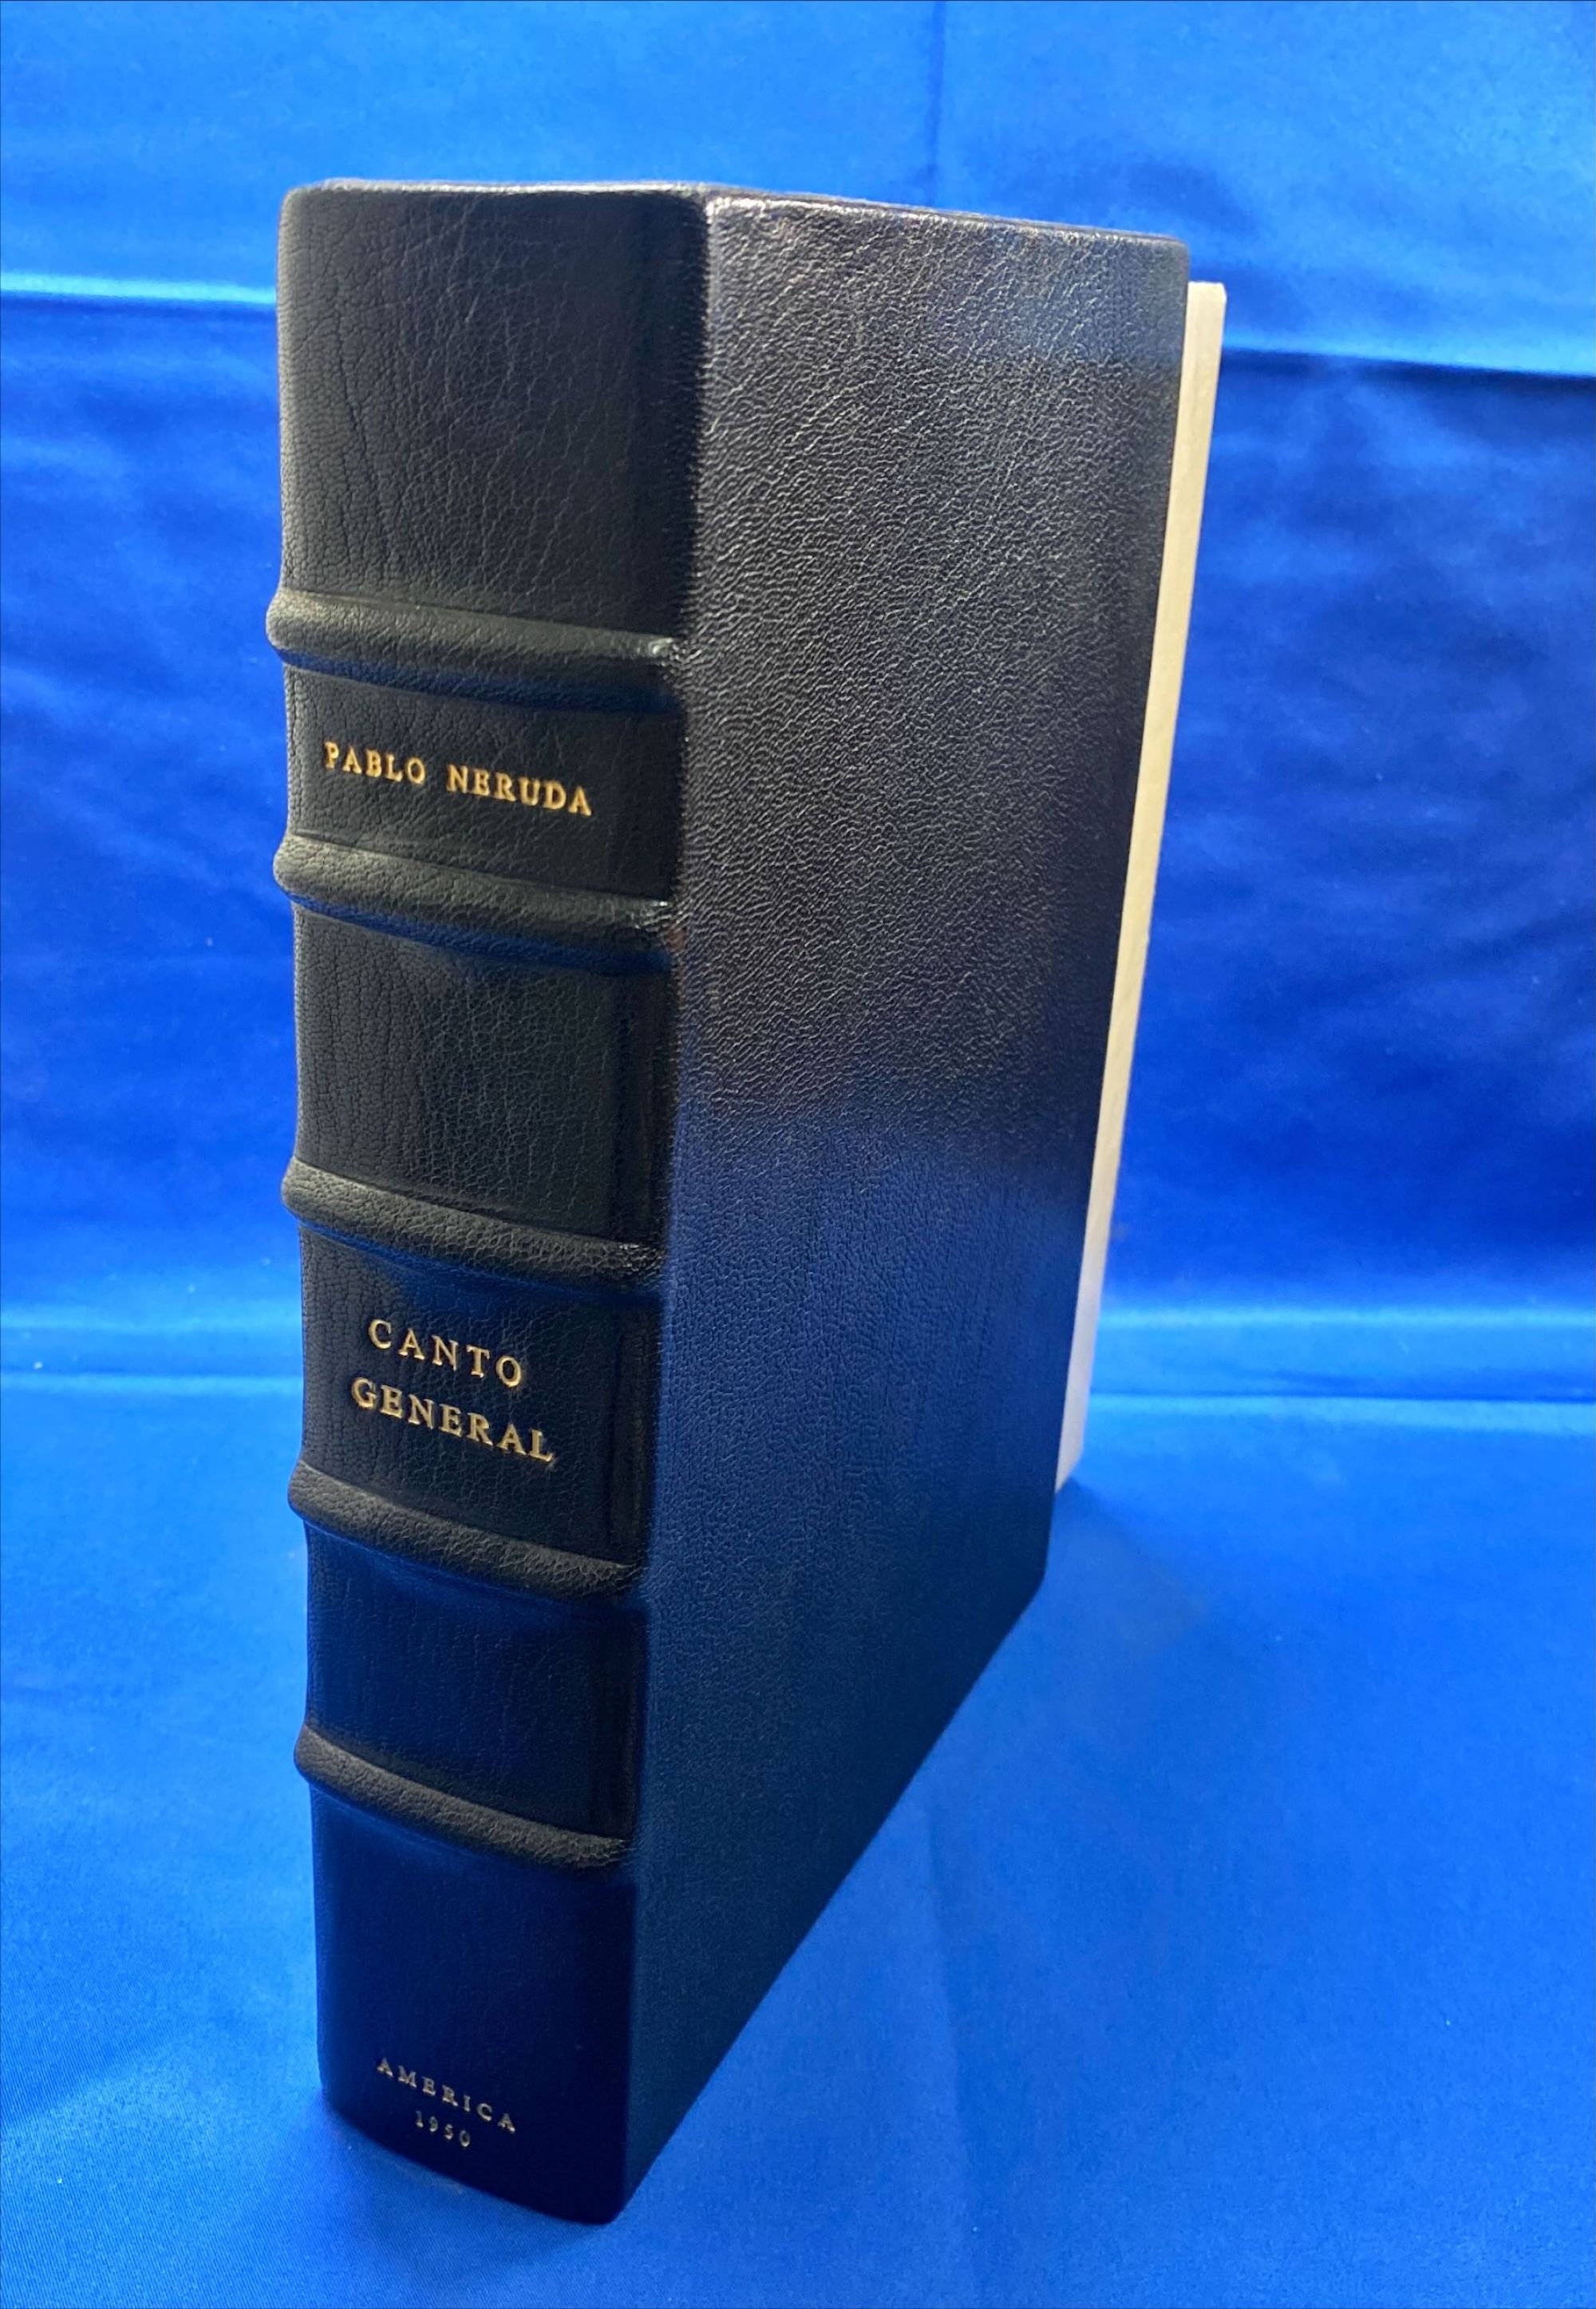 PABLO NERUDA
CANTO
GENERAL
AMERICA
1950